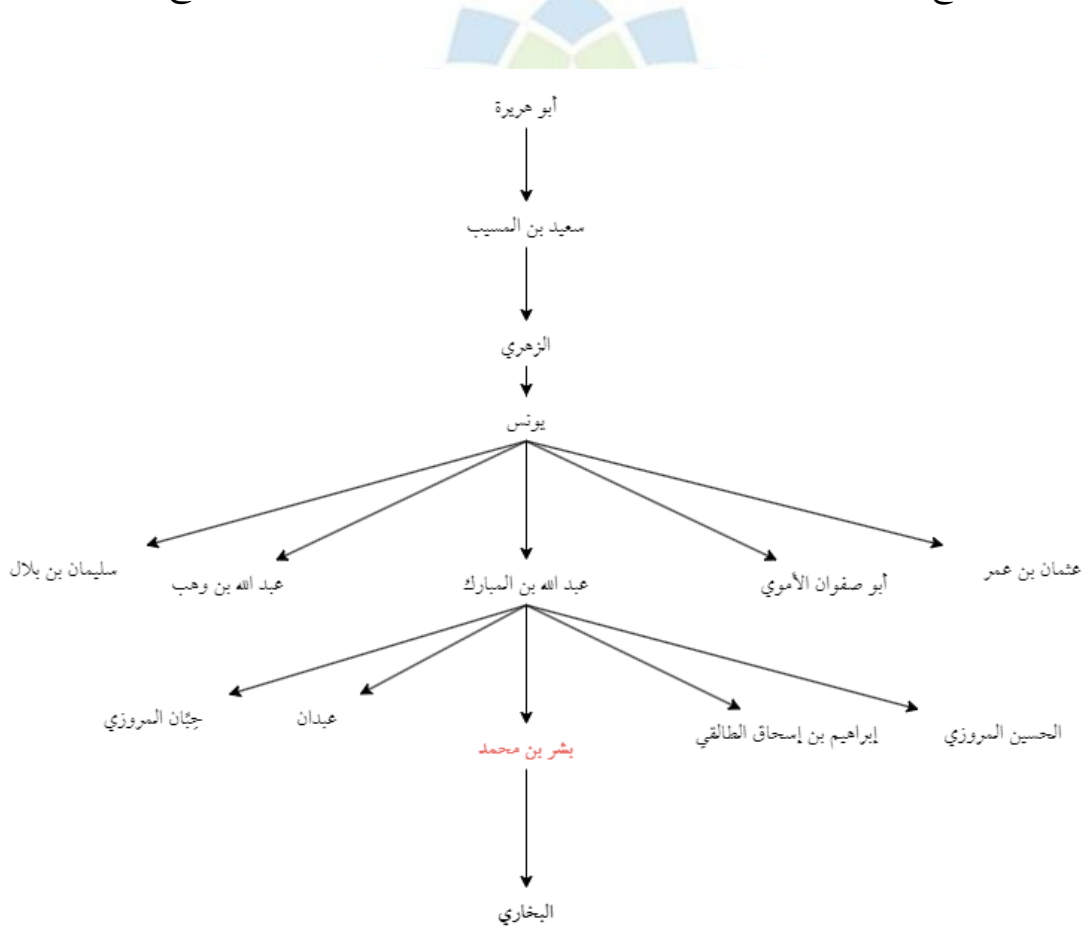 أبو هريرة
سعيد بن المسيب
الزهري
يونس
عثمان بن عمر
أبو صفوان الأموي
عبد الله بن المبارك
عبد الله بن وهب
سليمان بن بلال
الحسين المروزي
إبراهيم بن إسحاق الطالقي
بشر بن محمد
عبدان
حِبَّان المروزي
البخاري